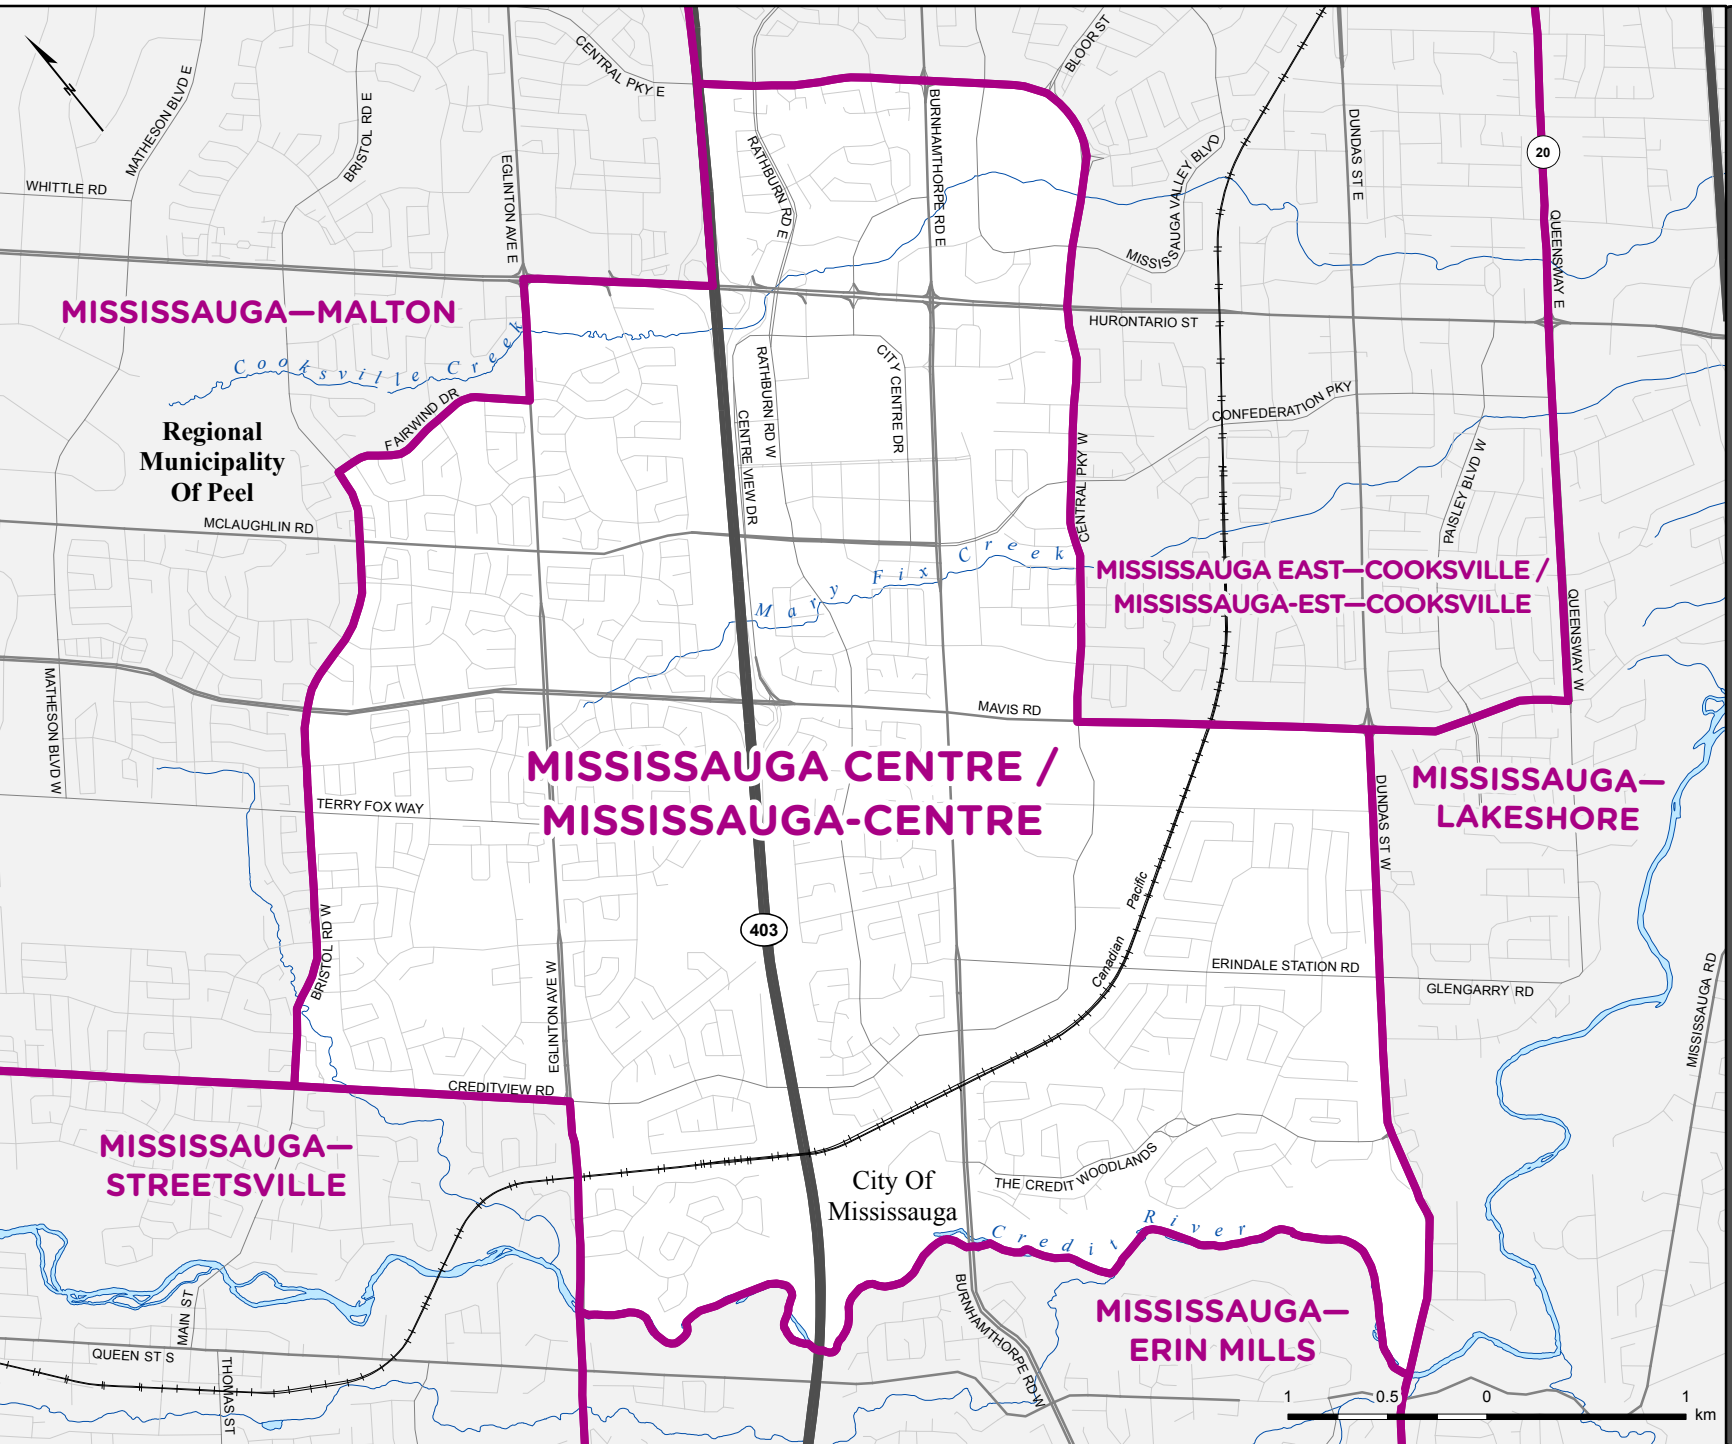 CENTRAL PKY E
BLOOR ST
MATHESON BLVD E
BRISTOL RD E
N
WHITTLE RD
EGLINTON AVE E
RATHBURN RD E
BURNHAMTHORPE RD E
MISSISSAUGA VALLEY BLVD
DUNDAS ST E
20
QUEENSWAY E
MISSISSAUGA—MALTON
HURONTARIO ST
Cooksville Creek
FAIRWIND DR
RATHBURN RD W
CITY CENTRE DR
CENTRE VIEW DR
CONFEDERATION PKY
CENTRAL PKY W
PAISLEY BLVD W
Regional
Municipality
Of Peel
MCLAUGHLIN RD
Mary Fix Creek
MISSISSAUGA EAST—COOKSVILLE /
MISSISSAUGA-EST—COOKSVILLE
QUEENSWAY W
MATHESON BLVD W
MAVIS RD
MISSISSAUGA CENTRE /
MISSISSAUGA-CENTRE
MISSISSAUGA—
LAKESHORE
TERRY FOX WAY
DUNDAS ST W
Canadian Pacific
403
BRISTOL RD W
EGLINTON AVE W
ERINDALE STATION RD
GLENGARRY RD
MISSISSAUGA RD
CREDITVIEW RD
MISSISSAUGA—
STREETSVILLE
City Of
Mississauga
THE CREDIT WOODLANDS
Credit River
MAIN ST
QUEEN ST S
THOMAS ST
BURNHAMTHORPE RD W
MISSISSAUGA—
ERIN MILLS
1 0.5 0 1
km